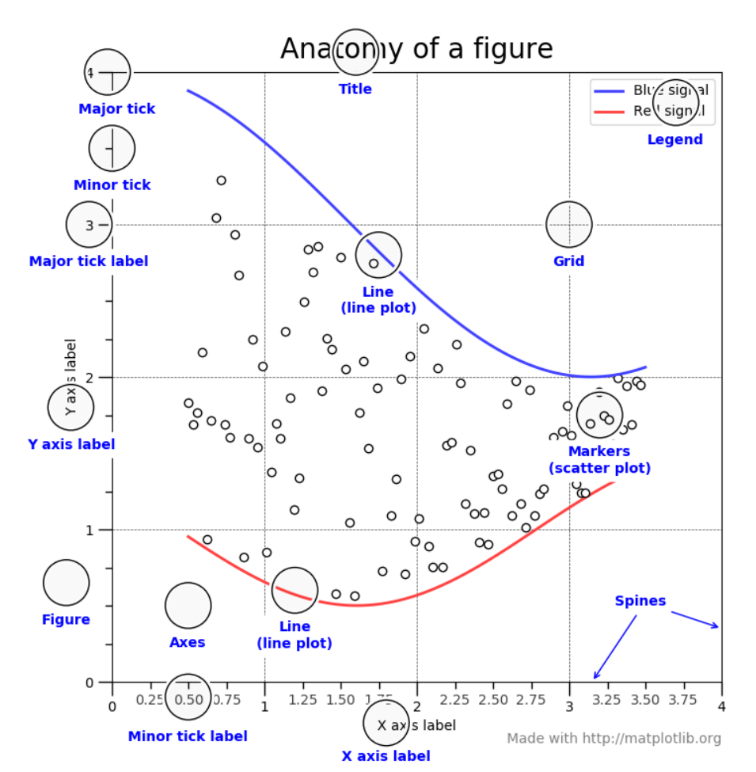 Anatomy of a figure
Title
4
Major tick
Blue signal
Red signal
Legend
Minor tick
3
Major tick label
Grid
Line
(line plot)
Y axis label
2
Y axis label
Markers
(scatter plot)
1
Figure
Axes
Line
(line plot)
Spines
0
0.25 0.50 0.75 1.25 1.50 1.75 2.25 2.50 2.75 3.25 3.50 3.75
0 1 2 3 4
Minor tick label
X axis label
X axis label
Made with http://matplotlib.org